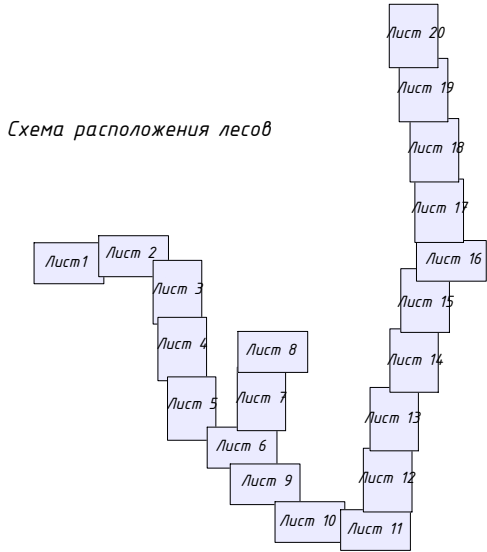 Схема расположения лесов
Лист1
Лист 2
Лист 3
Лист 4
Лист 5
Лист 6
Лист 7
Лист 8
Лист 9
Лист 10
Лист 11
Лист 12
Лист 13
Лист 14
Лист 15
Лист 16
Лист 17
Лист 18
Лист 19
Лист 20